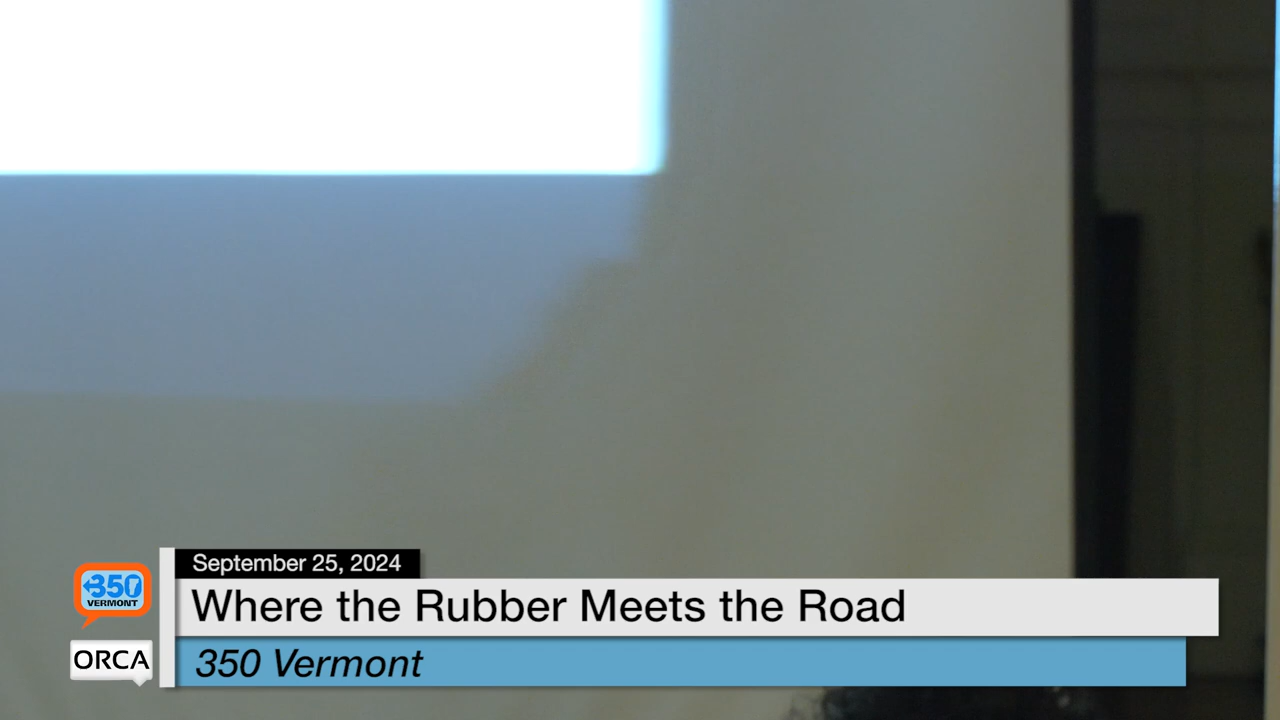 September 25, 2024
350
VERMONT
Where the Rubber Meets the Road
ORCA
350 Vermont